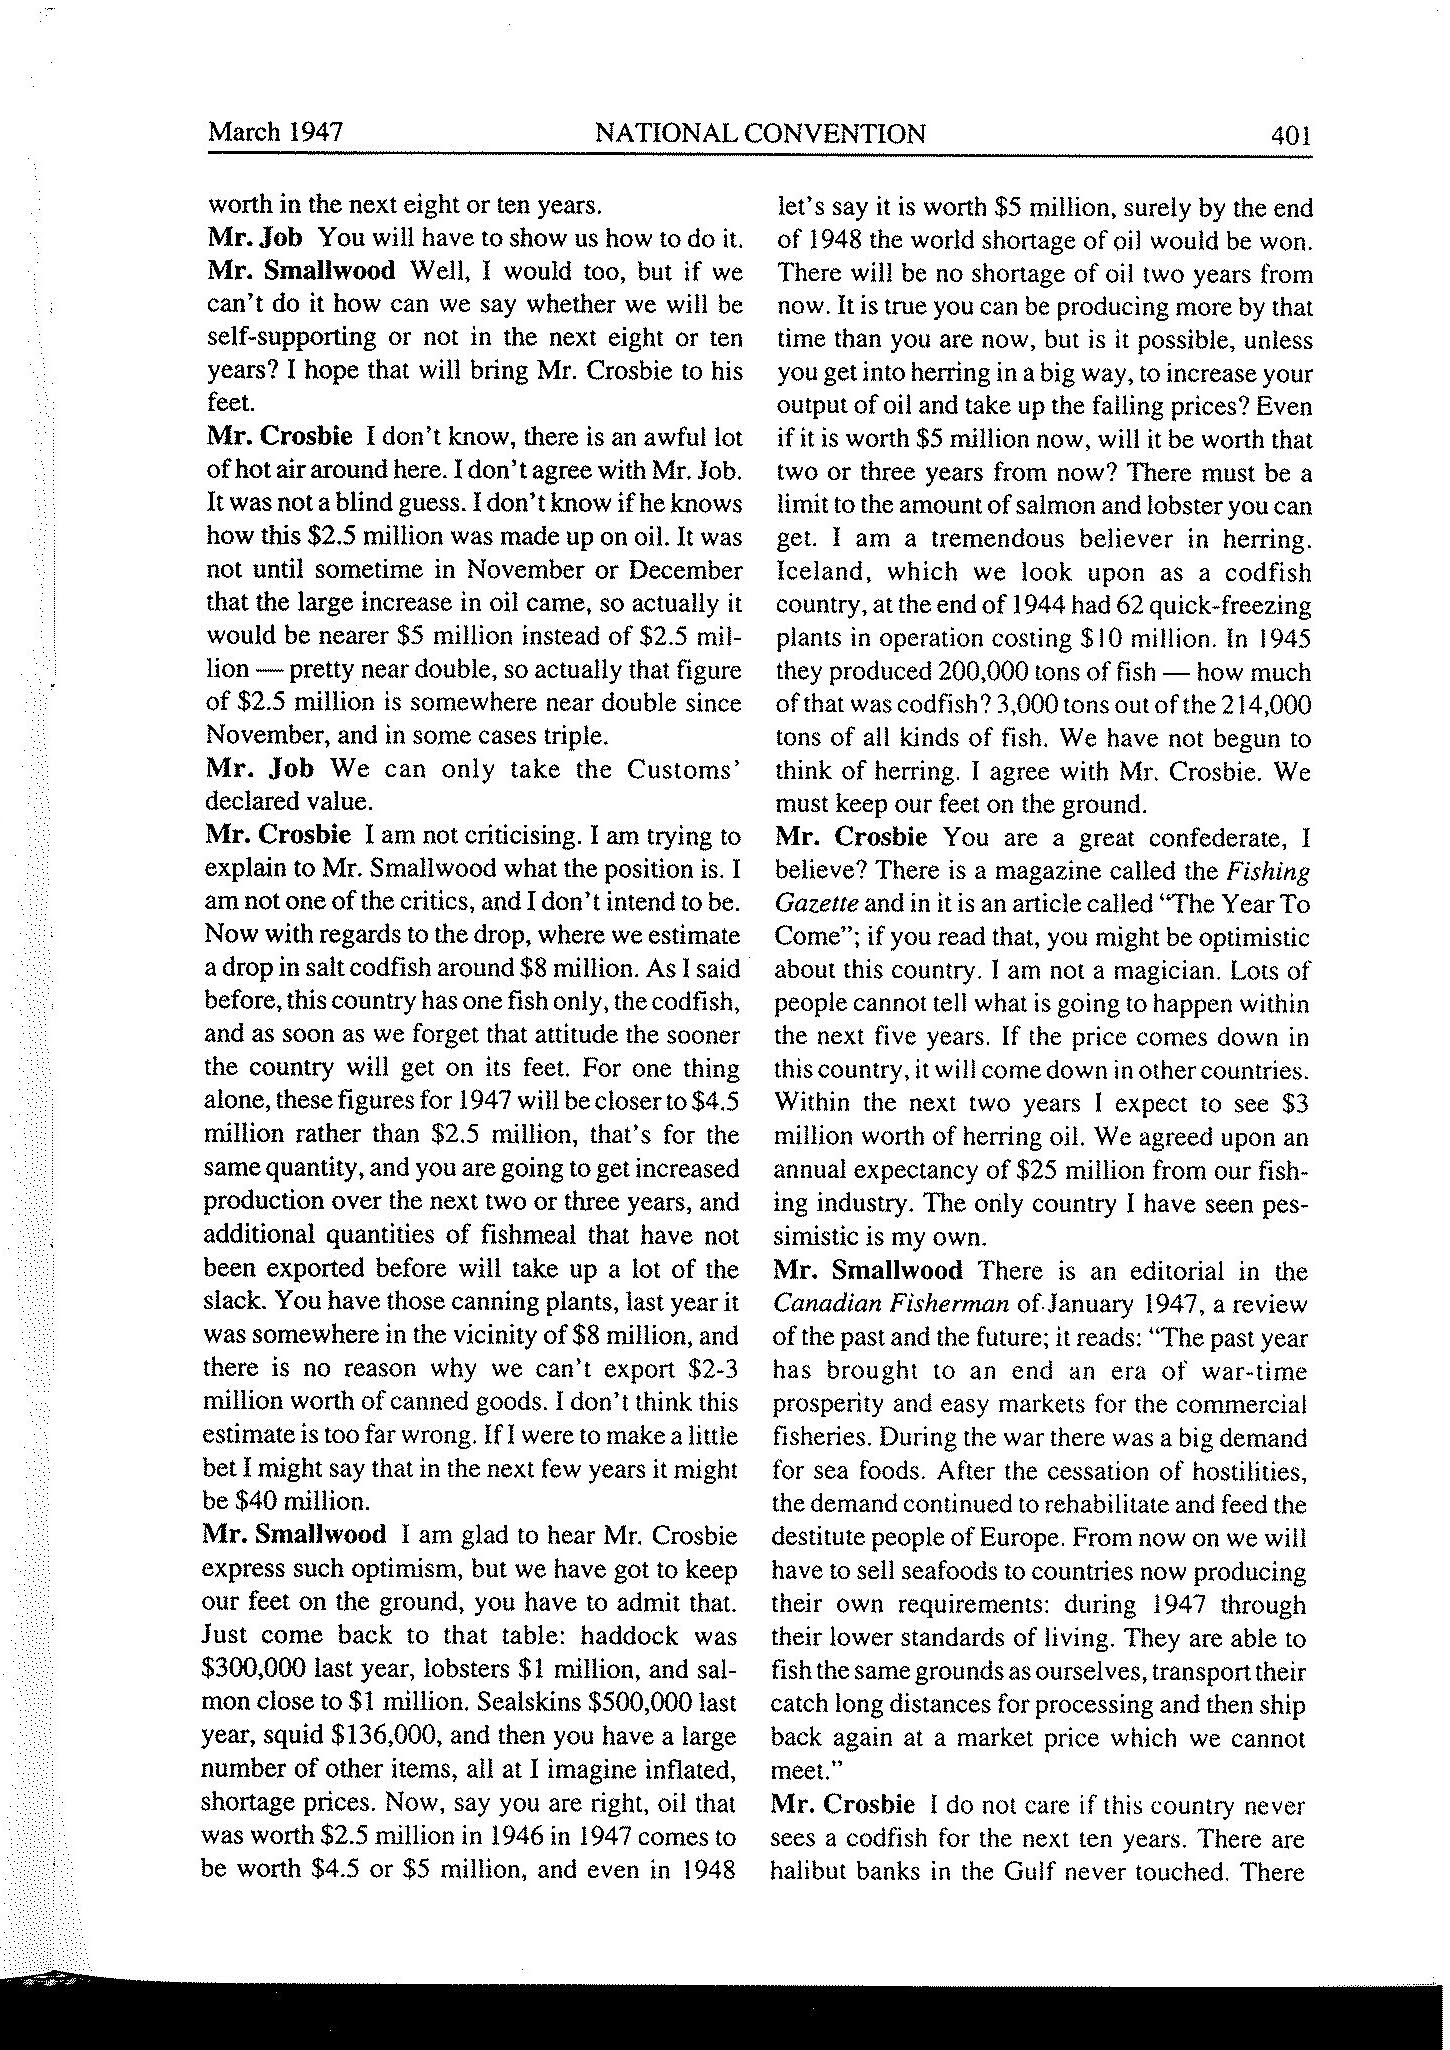 March 1947
NATIONAL CONVENTION
401
worth in the next eight or ten years.
Mr. Job You will have to show us how to do it.
Mr. Smallwood Well, I would too, but if we
can't do it how can we say whether we will be
self-supporting or not in the next eight or ten
years? I hope that will bring Mr. Crosbie to his
feet.
Mr. Crosbie I don't know, there is an awful lot
of hot air around here. I don't agree with Mr. Job.
It was not a blind guess. I don't know if he knows
how this $2.5 million was made up on oil. It was
not until sometime in November or December
that the large increase in oil came, so actually it
would be nearer $5 million instead of $2.5 mil-
lion — pretty near double, so actually that figure
of $2.5 million is somewhere near double since
November, and in some cases triple.
Mr. Job We can only take the Customs'
declared value.
Mr. Crosbie I am not criticising. I am trying to
explain to Mr. Smallwood what the position is. I
am not one of the critics, and I don't intend to be.
Now with regards to the drop, where we estimate
a drop in salt codfish around $8 million. As I said
before, this country has one fish only, the codfish,
and as soon as we forget that attitude the sooner
the country will get on its feet. For one thing
alone, these figures for 1947 will be closer to $4.5
million rather than $2.5 million, that's for the
same quantity, and you are going to get increased
production over the next two or three years, and
additional quantities of fishmeal that have not
been exported before will take up a lot of the
slack. You have those canning plants, last year it
was somewhere in the vicinity of $8 million, and
there is no reason why we can't export $2-3
million worth of canned goods. I don't think this
estimate is too far wrong. If I were to make a little
bet I might say that in the next few years it might
be $40 million.
Mr. Smallwood I am glad to hear Mr. Crosbie
express such optimism, but we have got to keep
our feet on the ground, you have to admit that.
Just come back to that table: haddock was
$300,000 last year, lobsters $1 million, and sal-
mon close to $1 million. Sealskins $500,000 last
year, squid $136,000, and then you have a large
number of other items, all at I imagine inflated,
shortage prices. Now, say you are right, oil that
was worth $2.5 million in 1946 in 1947 comes to
be worth $4.5 or $5 million, and even in 1948
let's say it is worth $5 million, surely by the end
of 1948 the world shortage of oil would be won.
There will be no shortage of oil two years from
now. It is true you can be producing more by that
time than you are now, but is it possible, unless
you get into herring in a big way, to increase your
output of oil and take up the falling prices? Even
if it is worth $5 million now, will it be worth that
two or three years from now? There must be a
limit to the amount of salmon and lobster you can
get. I am a tremendous believer in herring.
Iceland, which we look upon as a codfish
country, at the end of 1944 had 62 quick-freezing
plants in operation costing $10 million. In 1945
they produced 200,000 tons of fish — how much
of that was codfish? 3,000 tons out of the 214,000
tons of all kinds of fish. We have not begun to
think of herring. I agree with Mr. Crosbie. We
must keep our feet on the ground.
Mr. Crosbie You are a great confederate, I
believe? There is a magazine called the Fishing
Gazette and in it is an article called “The Year To
Come”; if you read that, you might be optimistic
about this country. I am not a magician. Lots of
people cannot tell what is going to happen within
the next five years. If the price comes down in
this country, it will come down in other countries.
Within the next two years I expect to see $3
million worth of herring oil. We agreed upon an
annual expectancy of $25 million from our fish-
ing industry. The only country I have seen pes-
simistic is my own.
Mr. Smallwood There is an editorial in the
Canadian Fisherman of January 1947, a review
of the past and the future; it reads: “The past year
has brought to an end an era of war-time
prosperity and easy markets for the commercial
fisheries. During the war there was a big demand
for sea foods. After the cessation of hostilities,
the demand continued to rehabilitate and feed the
destitute people of Europe. From now on we will
have to sell seafoods to countries now producing
their own requirements: during 1947 through
their lower standards of living. They are able to
fish the same grounds as ourselves, transport their
catch long distances for processing and then ship
back again at a market price which we cannot
meet.”
Mr. Crosbie I do not care if this country never
sees a codfish for the next ten years. There are
halibut banks in the Gulf never touched. There